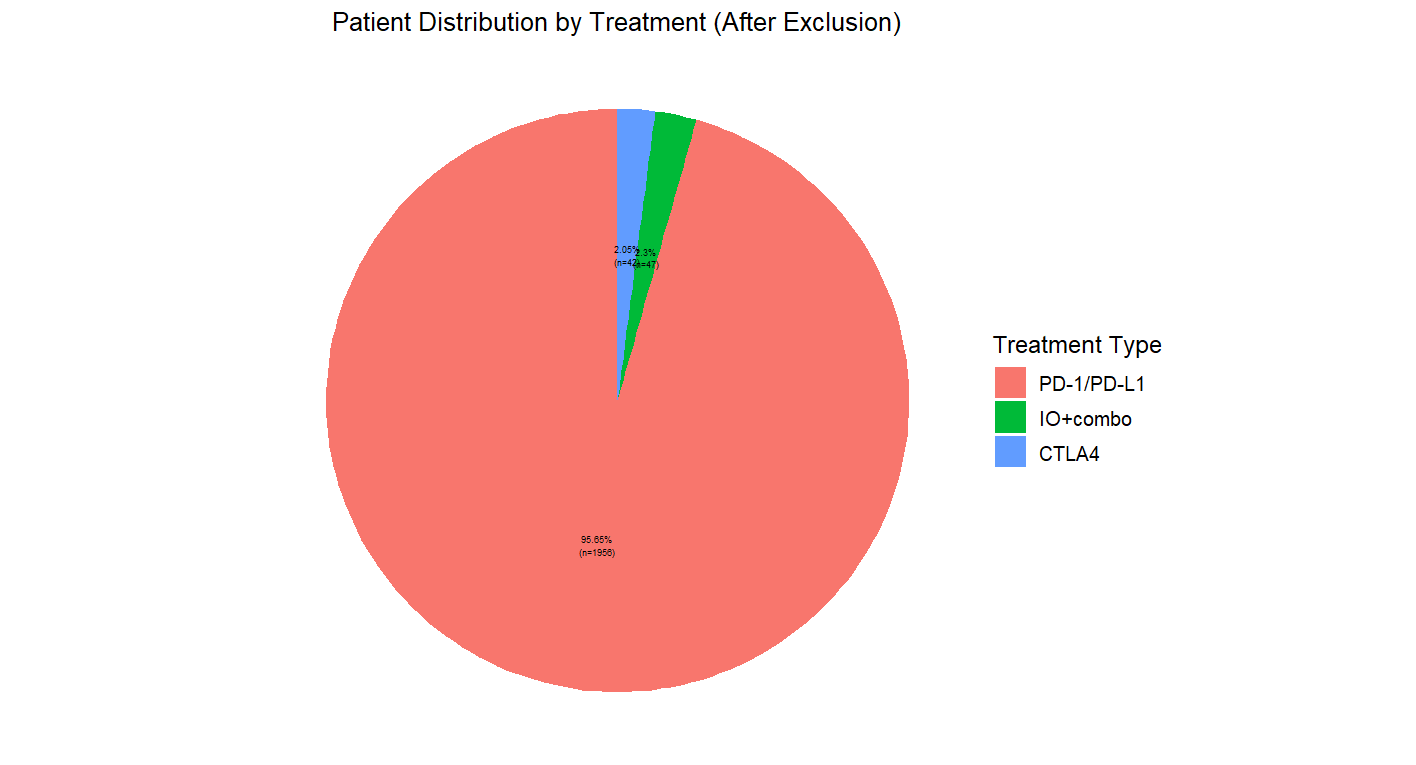 Patient Distribution by Treatment (After Exclusion)
2.05%
(n=42)
2.3%
(n=47)
95.65%
(n=1956)
Treatment Type
PD-1/PD-L1
IO+combo
CTLA4